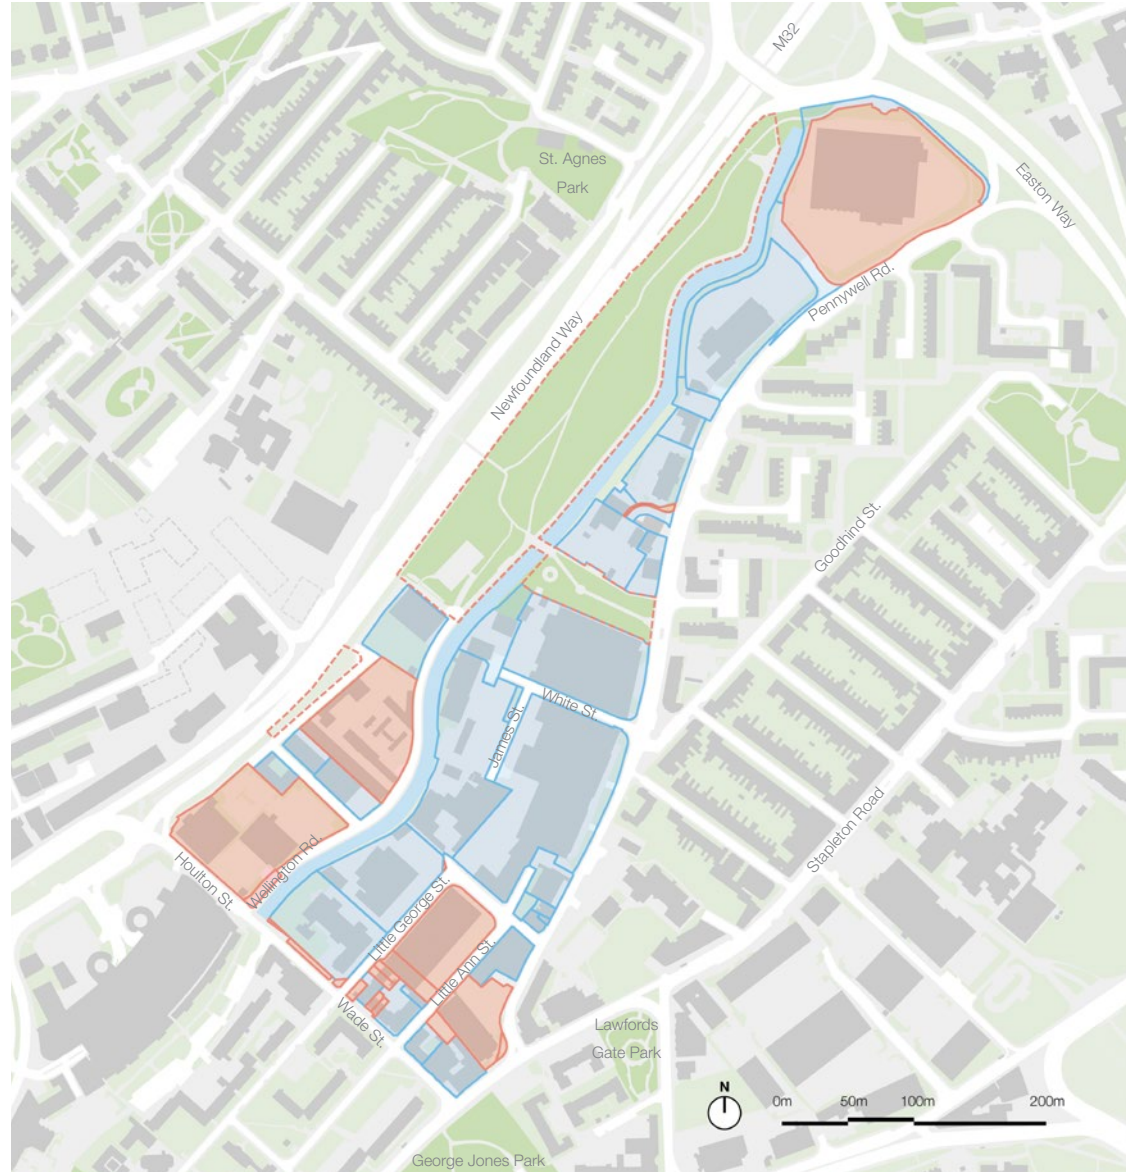 M32
St. Agnes
Park
Easton Way
Pennywell Rd.
Newfoundland Way
Goodhind St.
White St.
James St.
Stapleton Road
Wellington Rd.
Houlton St.
Little George St.
Little Ann St.
Wade St.
Lawfords
Gate Park
N
0m 50m 100m 200m
George Jones Park